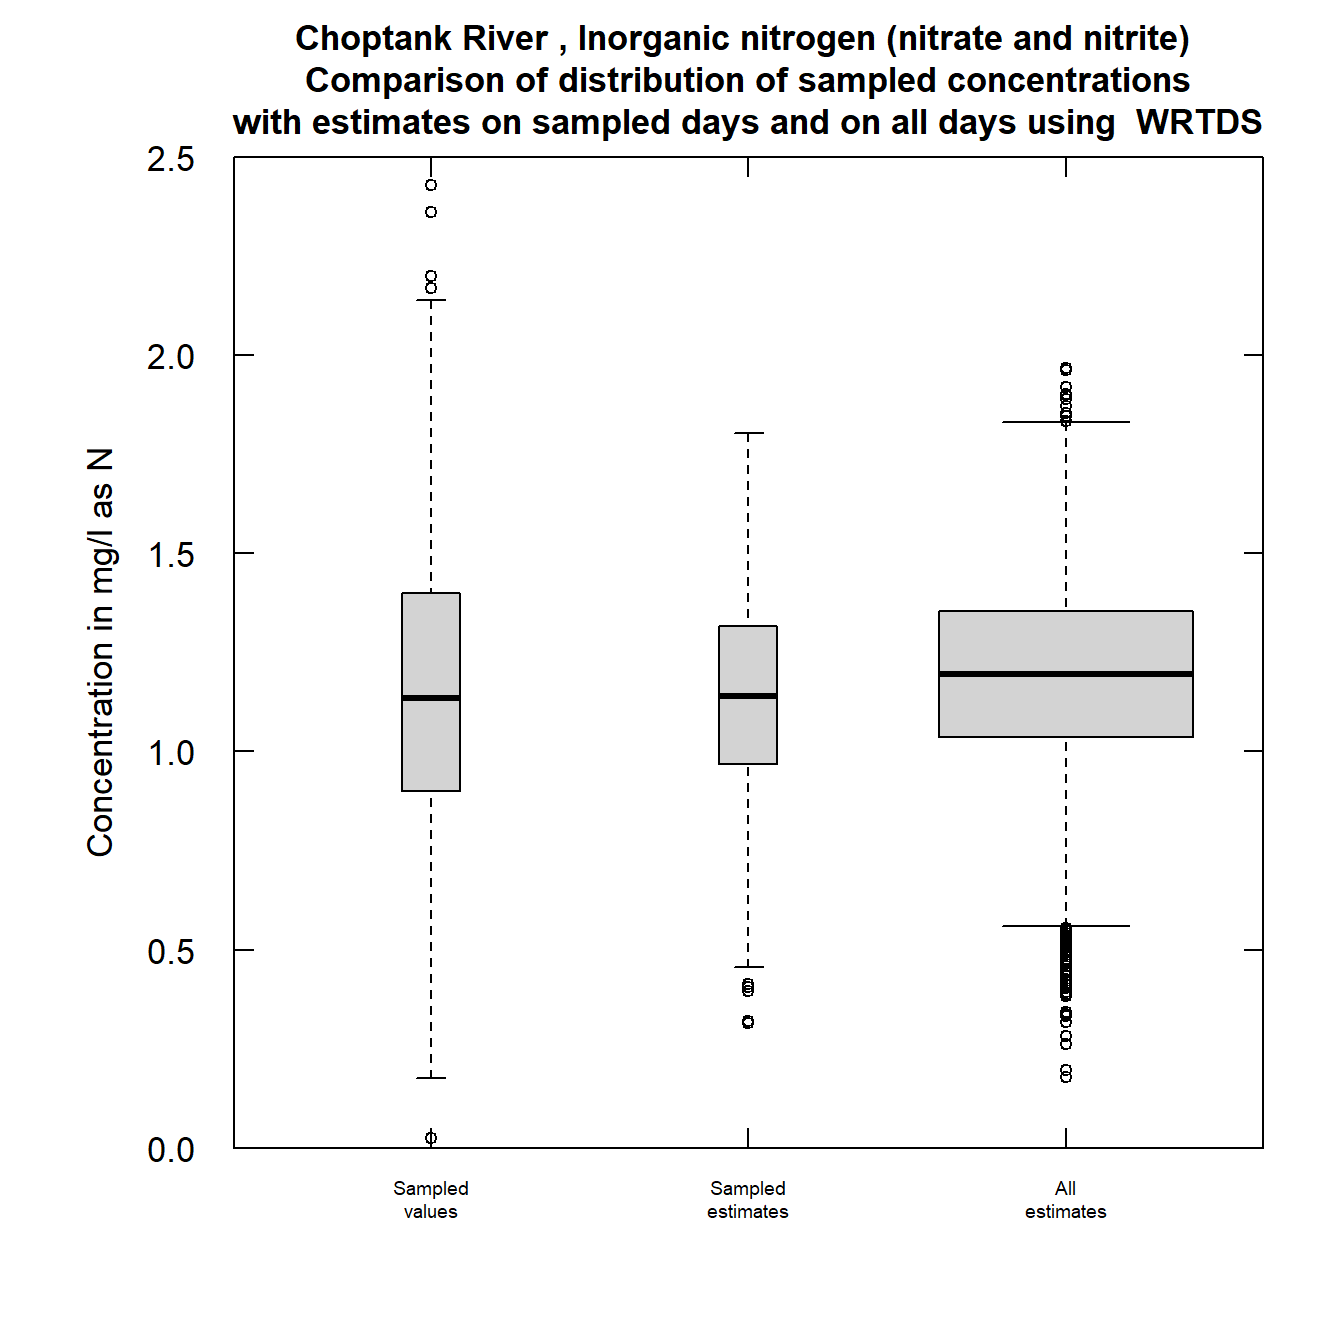 Choptank River , Inorganic nitrogen (nitrate and nitrite)
Comparison of distribution of sampled concentrations
with estimates on sampled days and on all days using  WRTDS
Concentration in mg/l as N
2.5
2.0
1.5
1.0
0.5
0.0
Sampled
values
Sampled
estimates
All
estimates